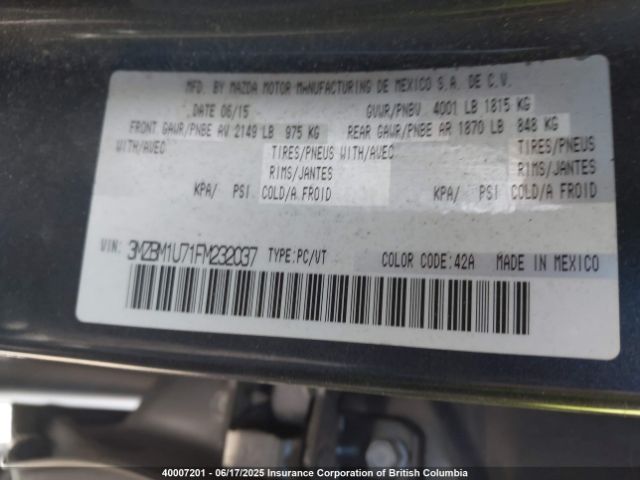 MFD. BY MAZDA MOTOR MANUFACTURING DE MEXICO S.A. DE C.V.
DATE 06/15 GVWR/PNBV 4001 LB 1815 KG
FRONT GAWR/PNBE AV 2149 LB 975 KG REAR GAWR/PNBE AR 1870 LB 848 KG
WITH/AVEC TIRES/PNEUS WITH/AVEC TIRES/PNEUS
RIMS/JANTES RIMS/JANTES
KPA/ PSI COLD/A FROID KPA/ PSI COLD/A FROID
VIN: 3MZBM1U71FM232037 TYPE:PC/VT COLOR CODE:42A MADE IN MEXICO
40007201 - 06/17/2025 Insurance Corporation of British Columbia